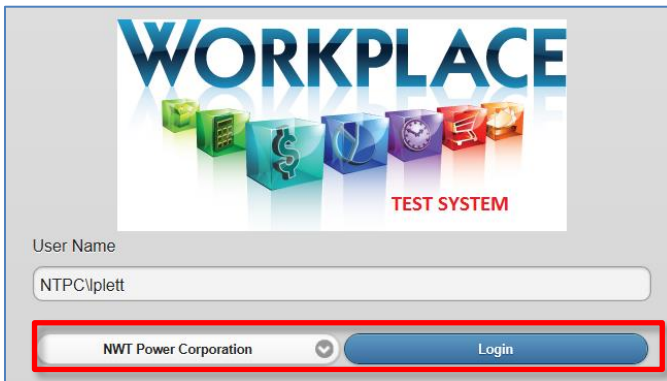 WORKPLACE
$
TEST SYSTEM
User Name
NTPC\lplett
NWT Power Corporation
Login